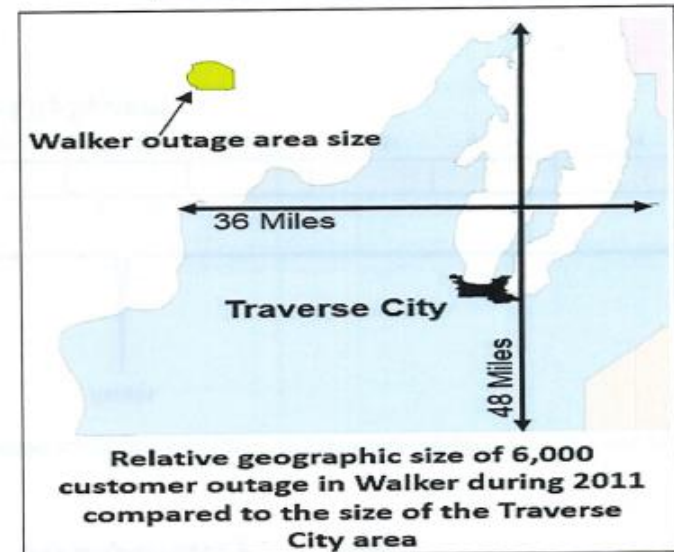 Walker outage area size
36 Miles
Traverse City
48 Miles
Relative geographic size of 6,000
customer outage in Walker during 2011
compared to the size of the Traverse
City area